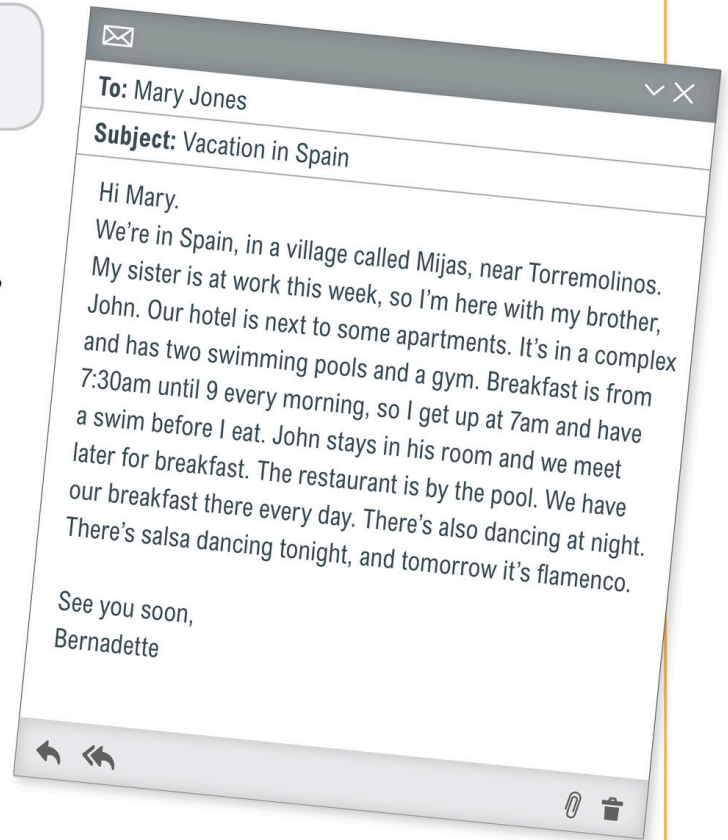 To: Mary Jones
Subject: Vacation in Spain
Hi Mary.
We're in Spain, in a village called Mijas, near Torremolinos.
My sister is at work this week, so I'm here with my brother,
John. Our hotel is next to some apartments. It's in a complex
and has two swimming pools and a gym. Breakfast is from
7:30am until 9 every morning, so I get up at 7am and have
a swim before I eat. John stays in his room and we meet
later for breakfast. The restaurant is by the pool. We have
our breakfast there every day. There's also dancing at night.
There's salsa dancing tonight, and tomorrow it's flamenco.
See you soon,
Bernadette